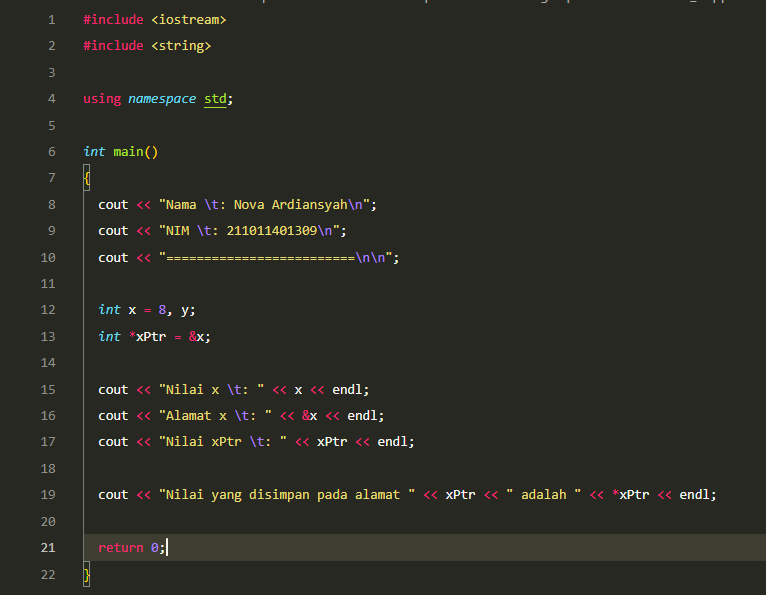 1 #include <iostream>
2 #include <string>
3
4 using namespace std;
5
6 int main()
7 {
8 cout << "Nama \t: Nova Ardiansyah\n";
9 cout << "NIM \t: 211011401309\n";
10 cout << "=========================\n\n";
11
12 int x = 8, y;
13 int *xPtr = &x;
14
15 cout << "Nilai x \t: " << x << endl;
16 cout << "Alamat x \t: " << &x << endl;
17 cout << "Nilai xPtr \t: " << xPtr << endl;
18
19 cout << "Nilai yang disimpan pada alamat " << xPtr << " adalah " << *xPtr << endl;
20
21 return 0;
22 }